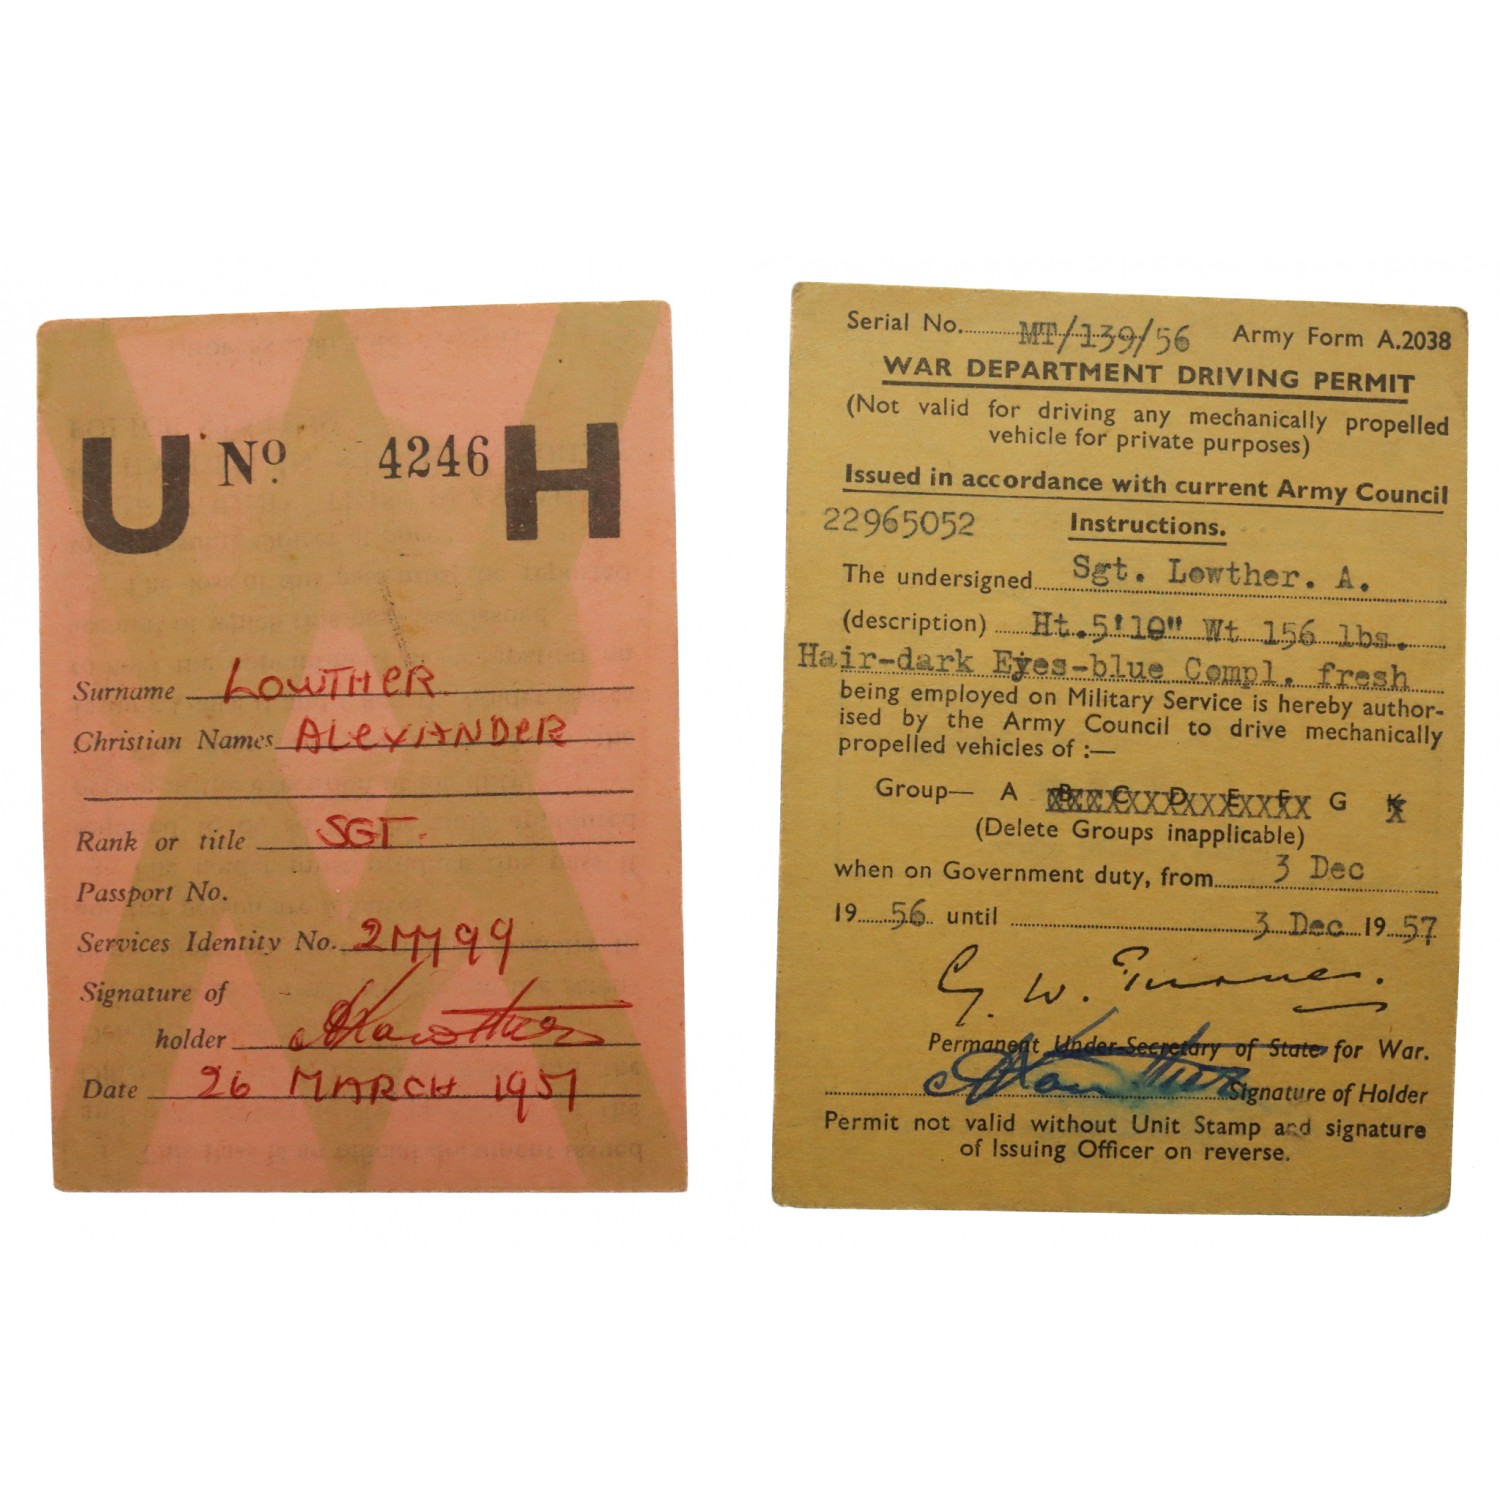 U No. 4246 H
Surname LOWTHER
Christian Names ALEXANDER
Rank or title SGT.
Passport No.
Services Identity No.
Signature of
holder
Date 26 MARCH 1957
Serial No. MT/139/56 Army Form A.2038
WAR DEPARTMENT DRIVING PERMIT
(Not valid for driving any mechanically propelled
vehicle for private purposes)
Issued in accordance with current Army Council
22965052 Instructions.
The undersigned Sgt. Lowther. A.
(description) Ht.5'10" Wt 156 lbs.
Hair-dark Eyes-blue Compl. fresh
being employed on Military Service is hereby author-
ised by the Army Council to drive mechanically
propelled vehicles of :—
Group— A B C D E F G K
(Delete Groups inapplicable)
when on Government duty, from 3 Dec
19 56 until 3 Dec 19 57
G. W. Turner.
Permanent Under-Secretary of State for War.
Signature of Holder
Permit not valid without Unit Stamp and signature
of Issuing Officer on reverse.